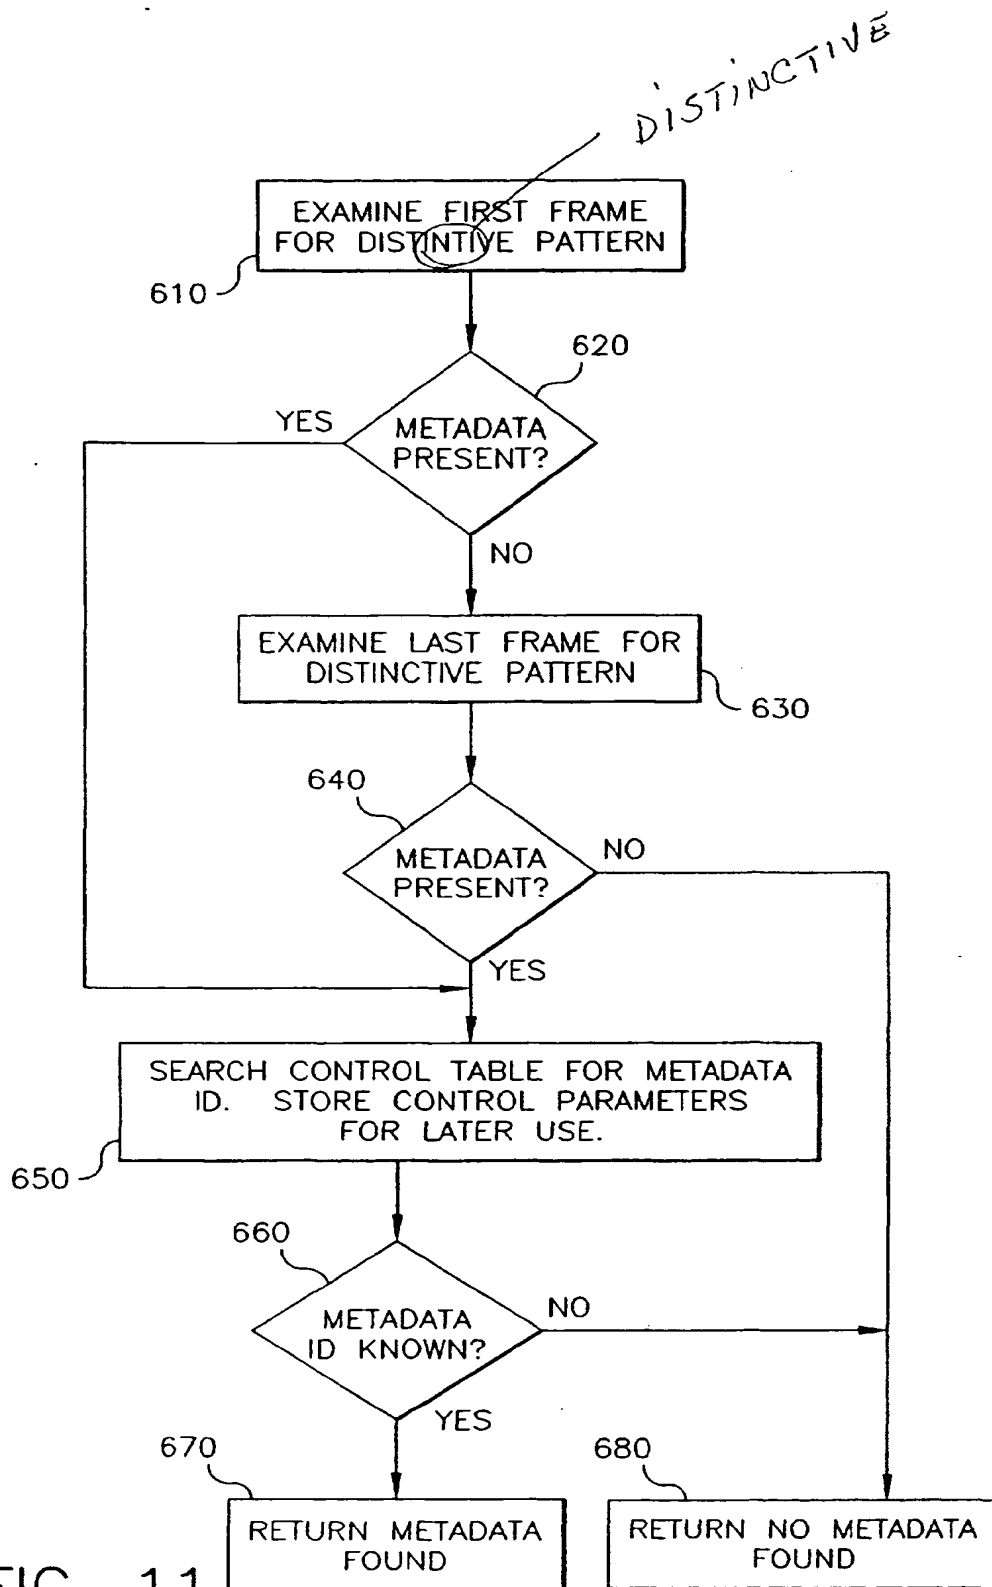 DISTINCTIVE
EXAMINE FIRST FRAME
FOR DISTINTIVE PATTERN
610
620
YES
METADATA
PRESENT?
NO
EXAMINE LAST FRAME FOR
DISTINCTIVE PATTERN
630
640
METADATA
PRESENT?
NO
YES
SEARCH CONTROL TABLE FOR METADATA
ID. STORE CONTROL PARAMETERS
FOR LATER USE.
650
660
METADATA
ID KNOWN?
NO
YES
670
680
RETURN METADATA
FOUND
RETURN NO METADATA
FOUND
FIG. 11